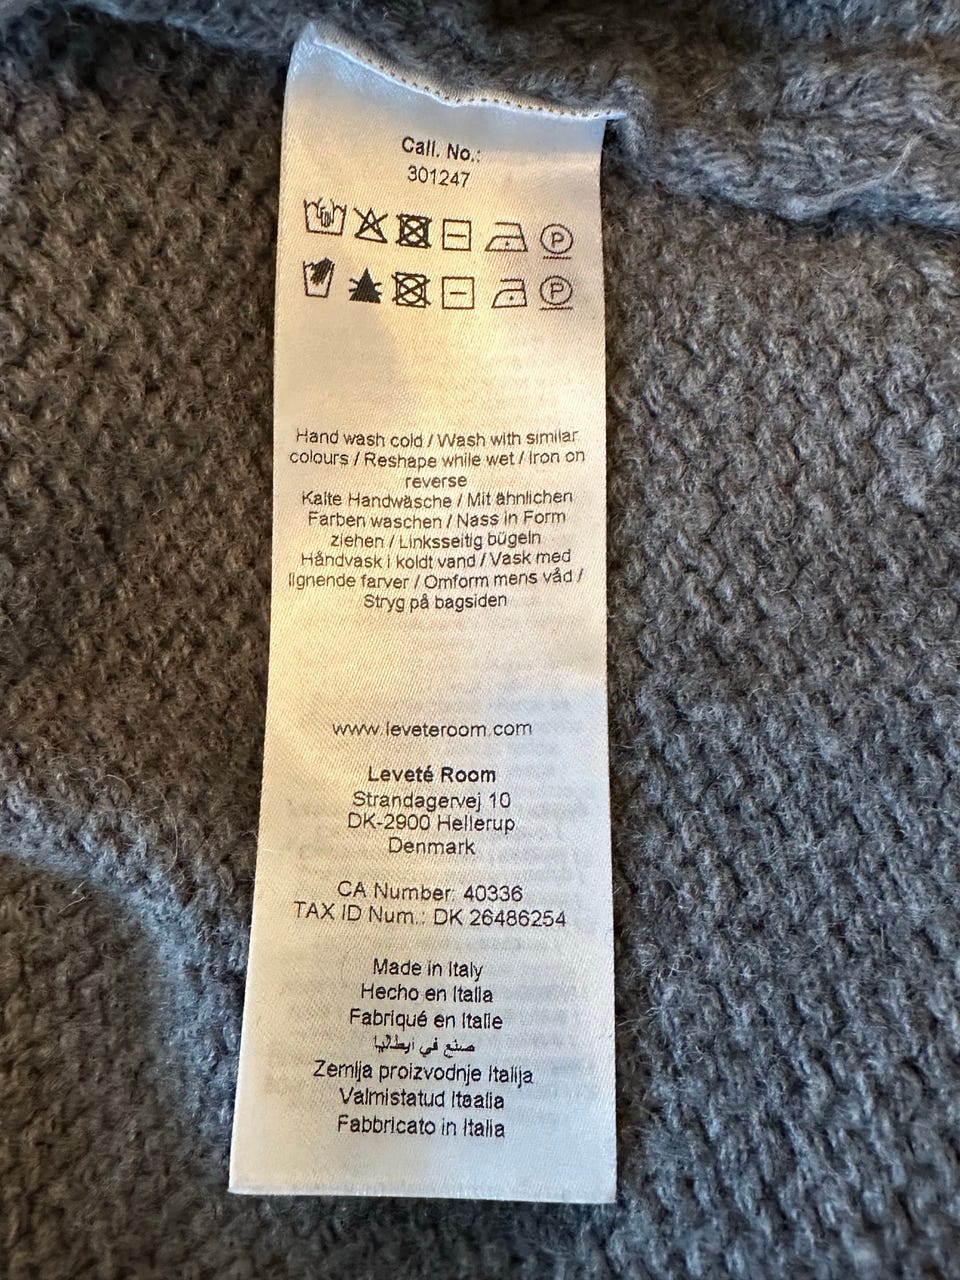 Call. No.:
301247
P
P
Hand wash cold / Wash with similar
colours / Reshape while wet / Iron on
reverse
Kalte Handwäsche / Mit ähnlichen
Farben waschen / Nass in Form
ziehen / Linksseitig bügeln
Håndvask i koldt vand / Vask med
lignende farver / Omform mens våd /
Stryg på bagsiden
www.leveteroom.com
Leveté Room
Strandagervej 10
DK-2900 Hellerup
Denmark
CA Number: 40336
TAX ID Num.: DK 26486254
Made in Italy
Hecho en Italia
Fabriqué en Italie
صنع في إيطاليا
Zemlja proizvodnje Italija
Valmistatud Itaalia
Fabbricato in Italia